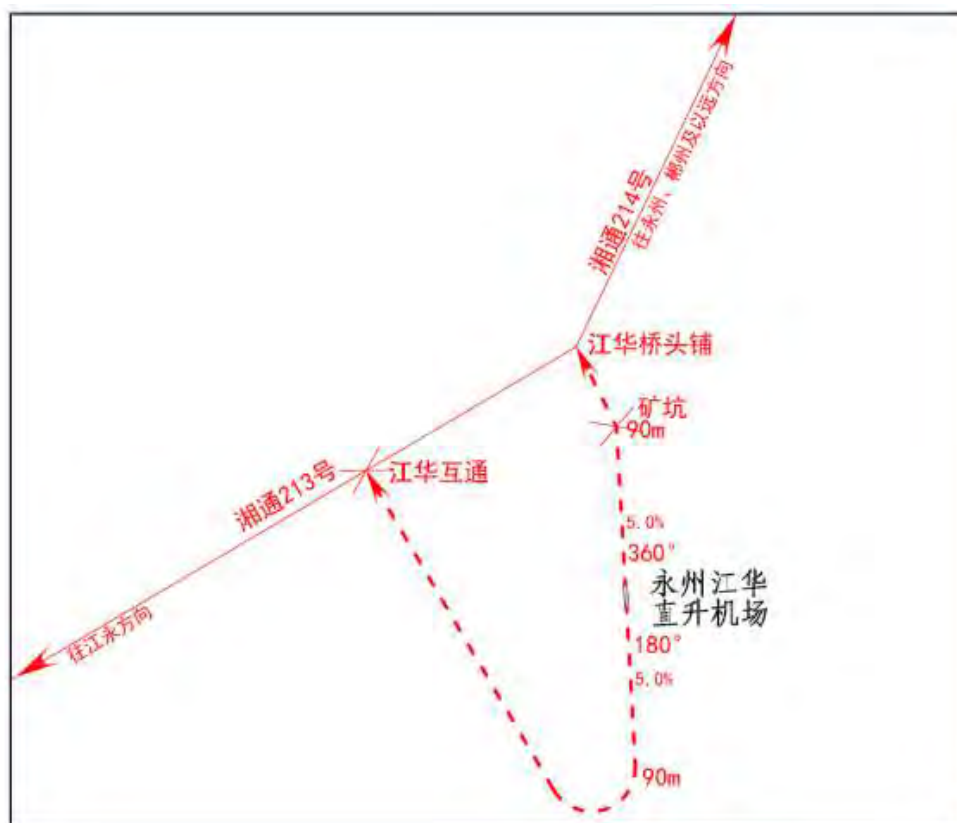 往永州、郴州及以远方向
湘通214号
江华桥头铺
矿坑
90m
江华互通
湘通213号
5.0%
360°
永州江华
直升机场
往江永方向
180°
5.0%
90m